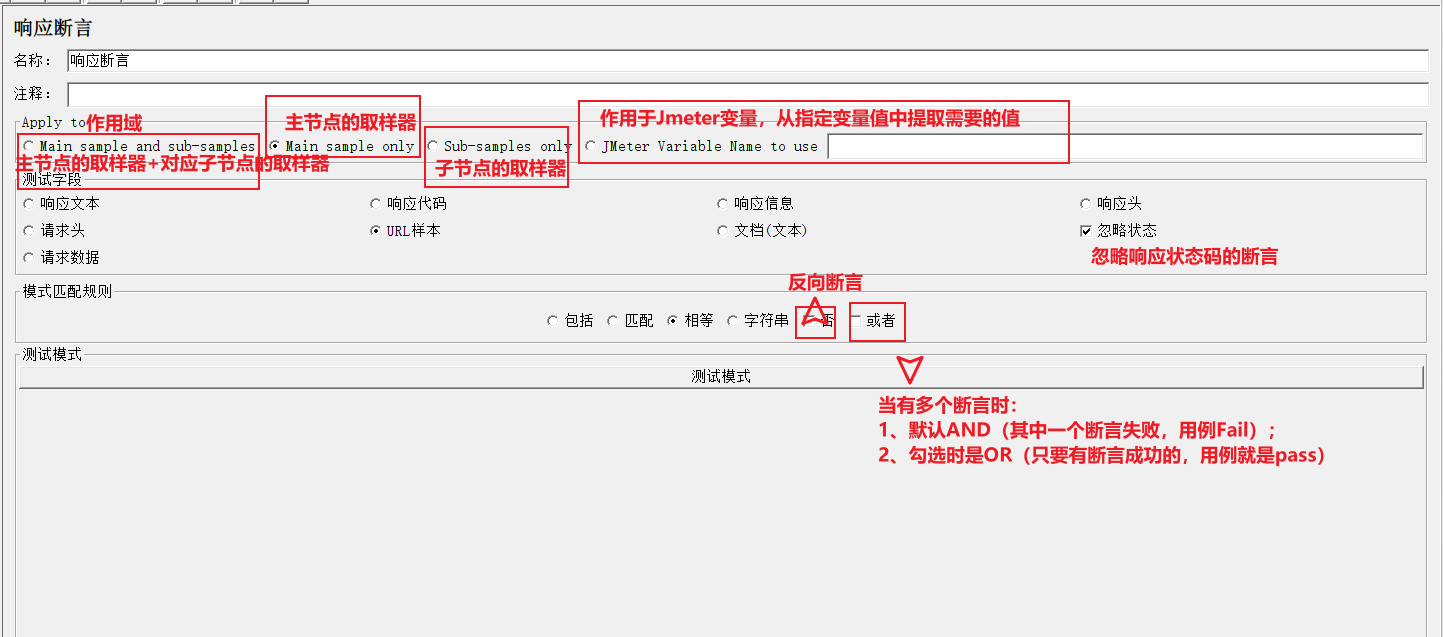 响应断言
名称： 响应断言
注释：
Apply to作用域
主节点的取样器
作用于Jmeter变量，从指定变量值中提取需要的值
Main sample and sub-samples Main sample only Sub-samples only JMeter Variable Name to use
主节点的取样器+对应子节点的取样器 子节点的取样器
测试字段
响应文本 响应代码 响应信息 响应头
请求头 URL样本 文档(文本) 忽略状态
请求数据 忽略响应状态码的断言
反向断言
模式匹配规则
包括 匹配 相等 字符串 否 或者
测试模式
测试模式
当有多个断言时：
1、默认AND（其中一个断言失败，用例Fail）；
2、勾选时是OR（只要有断言成功的，用例就是pass）